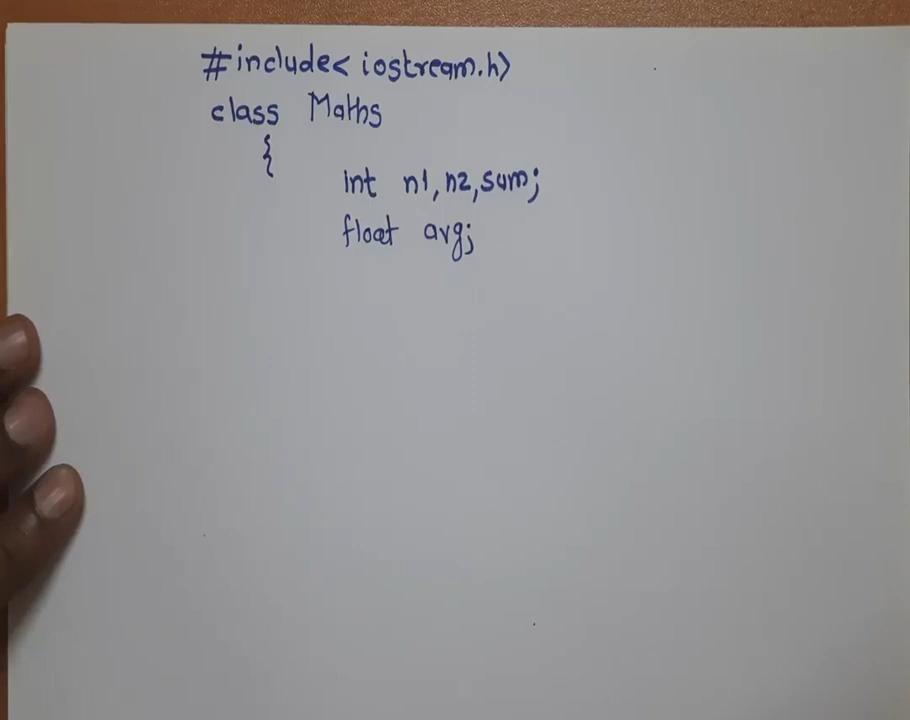 #include< iostream.h>
class Maths
{
int n1, n2, sum;
float avg;